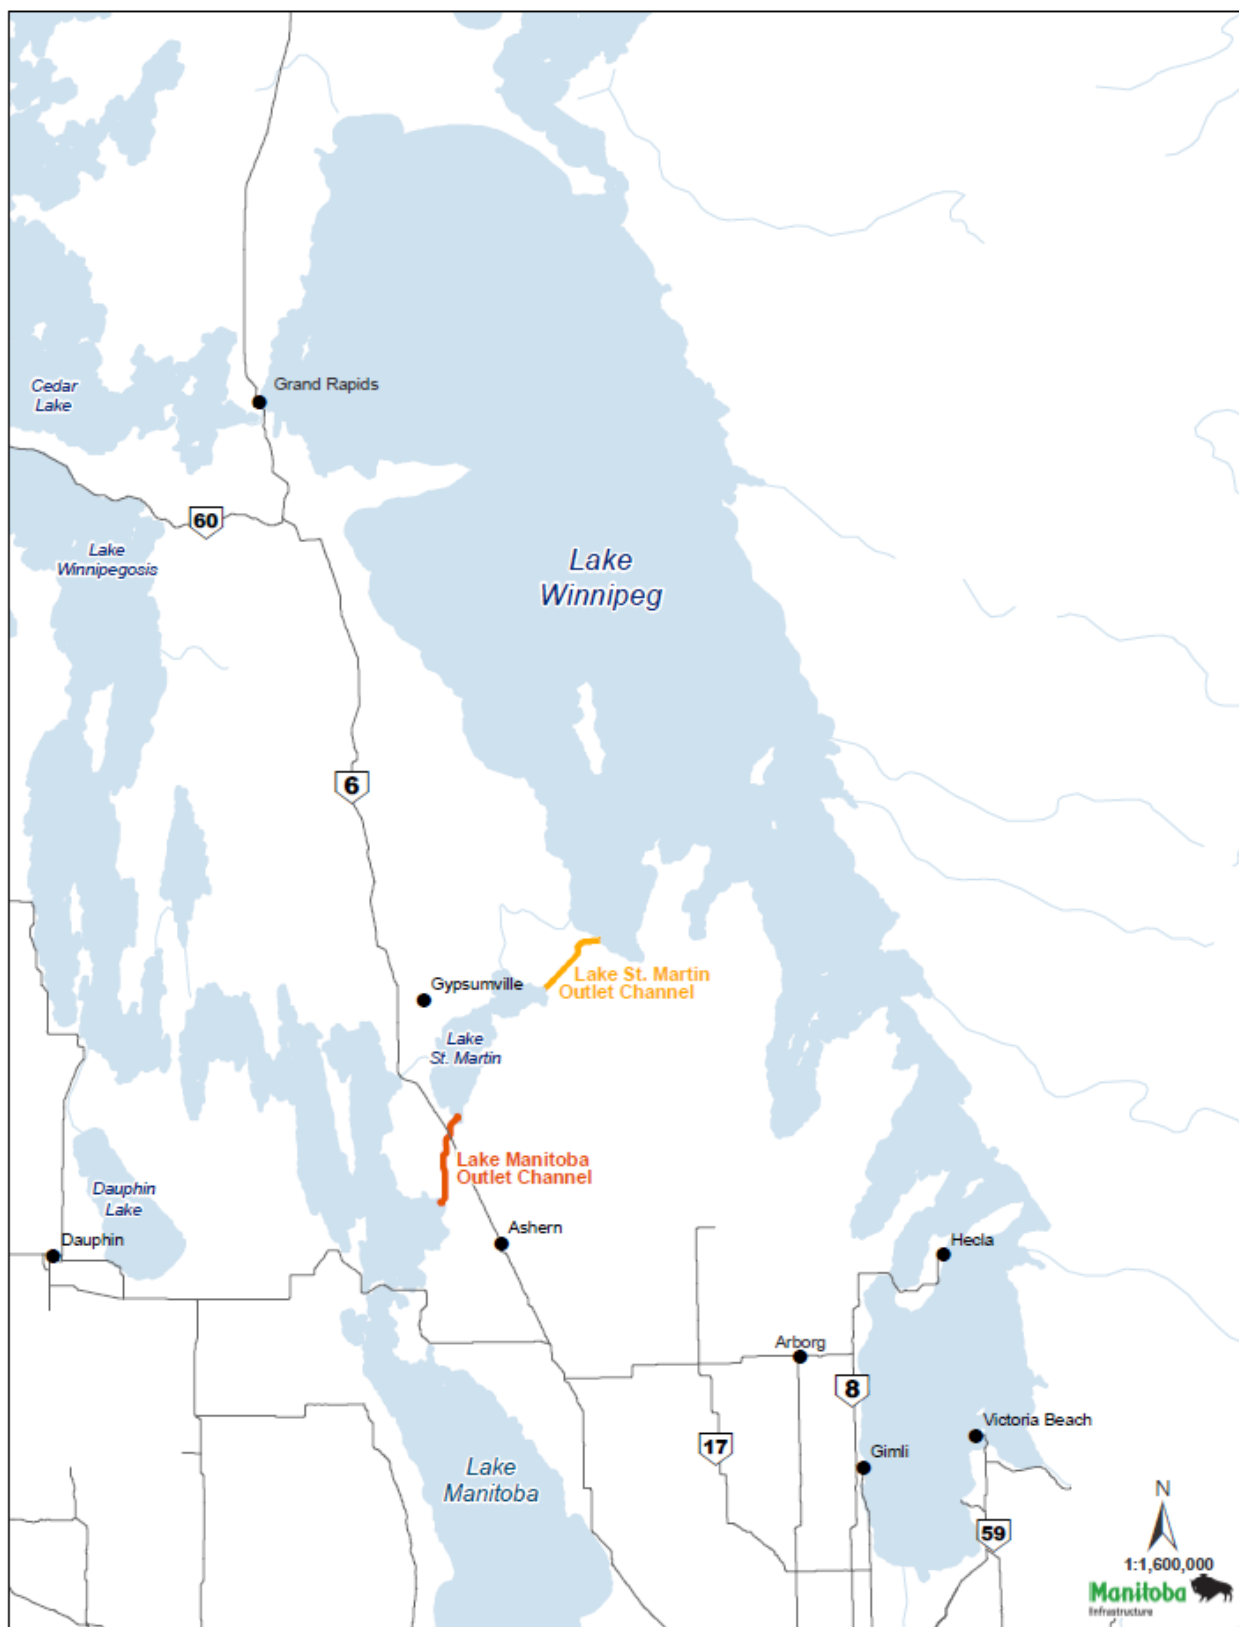 Grand Rapids
Cedar
Lake
60
Lake
Winnipegosis
Lake
Winnipeg
6
Lake St. Martin
Outlet Channel
Gypsumville
Lake
St. Martin
Lake Manitoba
Outlet Channel
Dauphin
Lake
Dauphin
Ashern
Hecla
Arborg
8
Victoria Beach
17
Gimli
Lake
Manitoba
N
59
1:1,600,000
Manitoba
Infrastructure